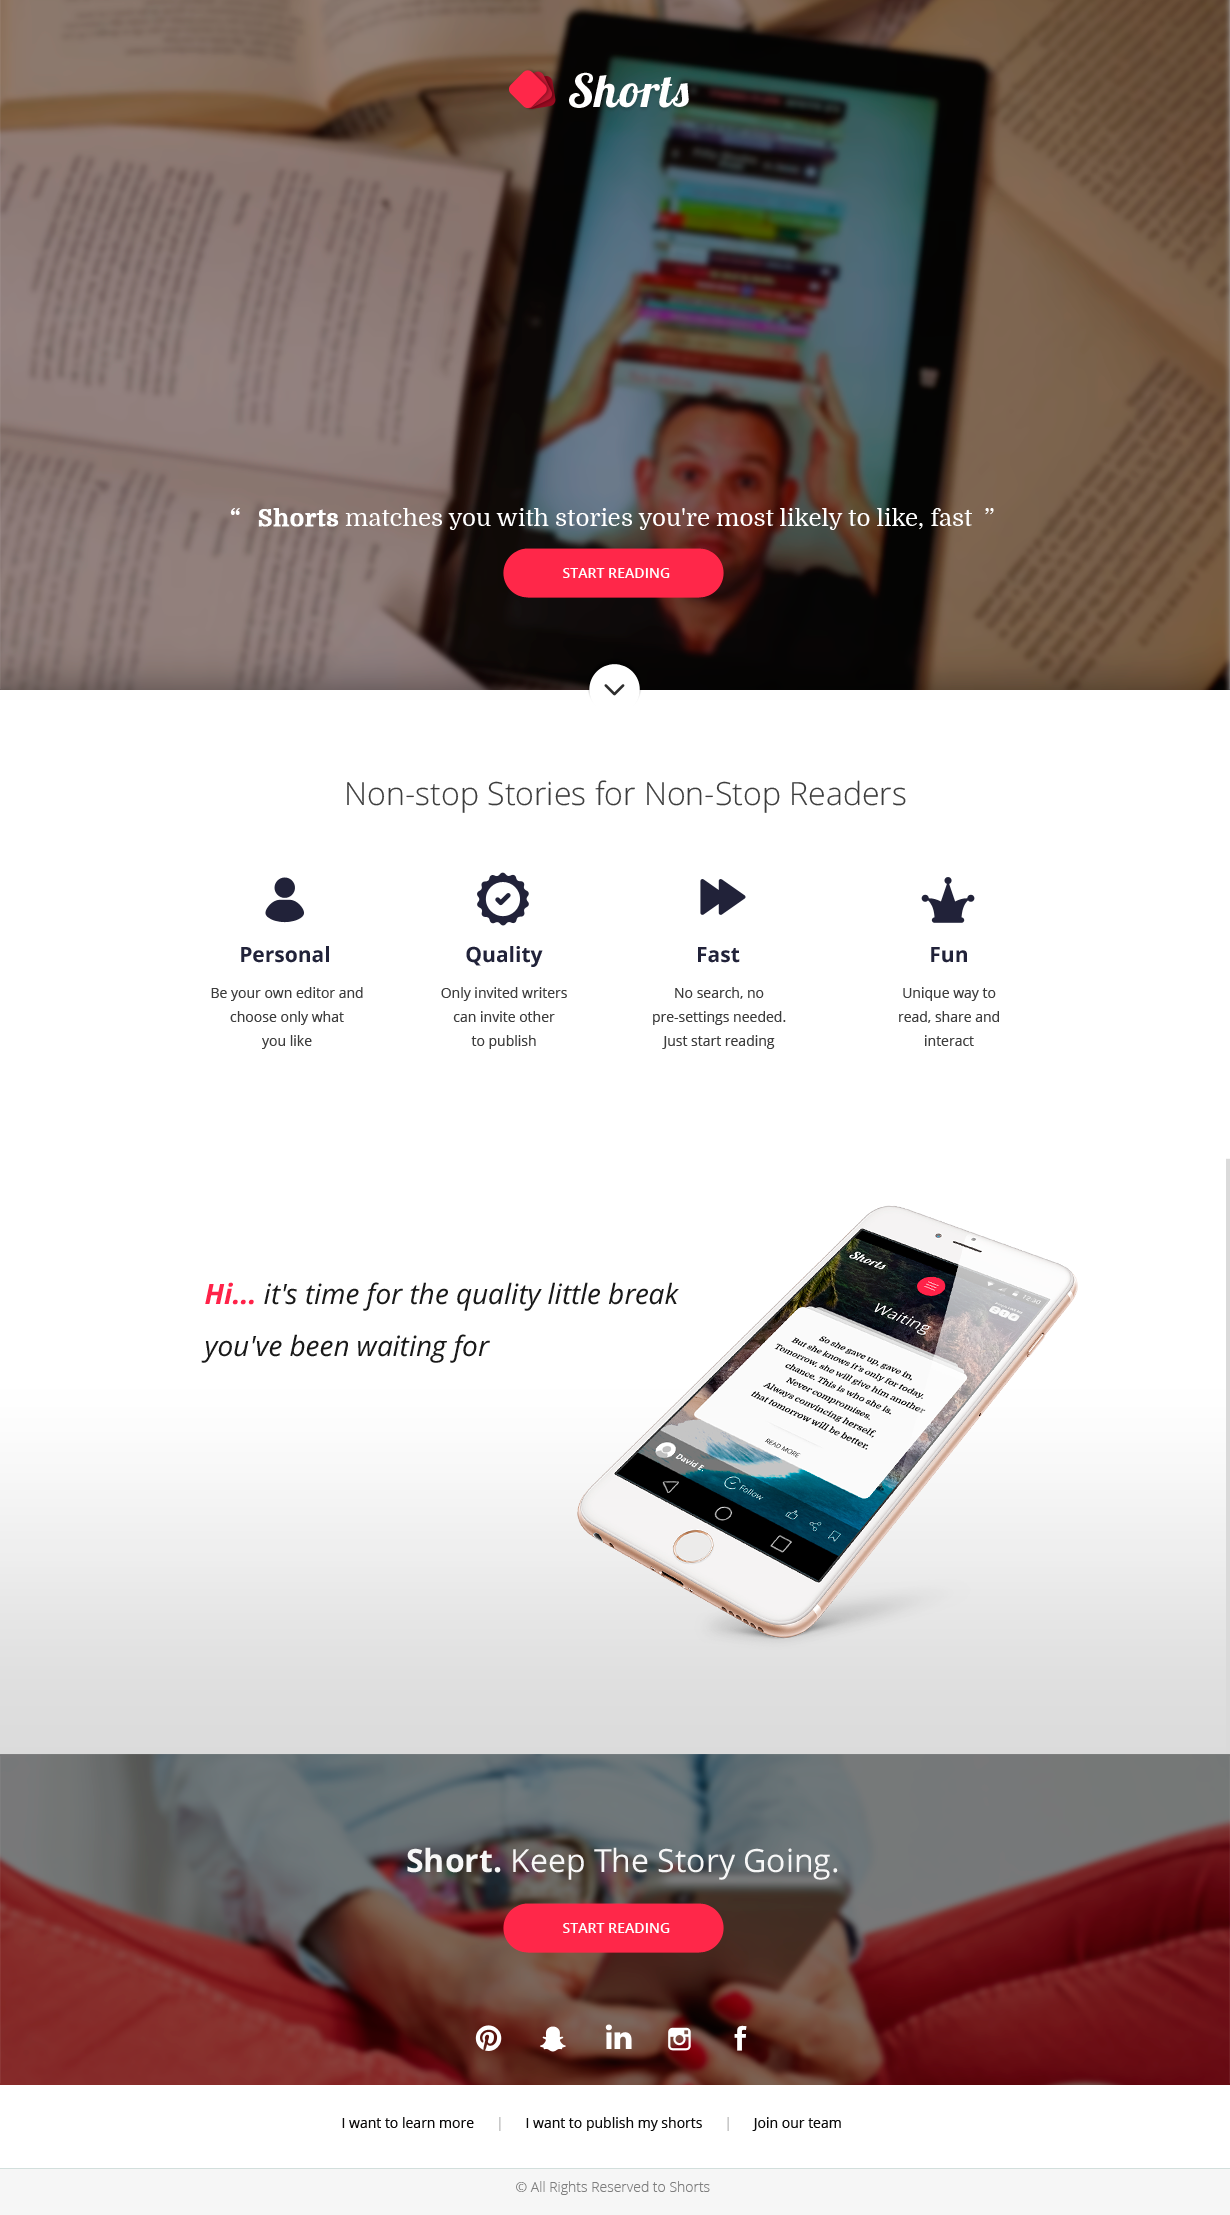 Shorts
“ Shorts matches you with stories you're most likely to like, fast ”
START READING
Non-stop Stories for Non-Stop Readers
Personal
Be your own editor and
choose only what
you like
Quality
Only invited writers
can invite other
to publish
Fast
No search, no
pre-settings needed.
Just start reading
Fun
Unique way to
read, share and
interact
Hi... it's time for the quality little break
you've been waiting for
Shorts
12:30
Waiting
So she gave up, gave in,
But she knows it's only for today.
Tomorrow, she will give him another
chance. This is who she is.
Never compromises.
Always convincing herself,
that tomorrow will be better.
READ MORE
David E.
Follow
Short. Keep The Story Going.
START READING
I want to learn more | I want to publish my shorts | Join our team
© All Rights Reserved to Shorts